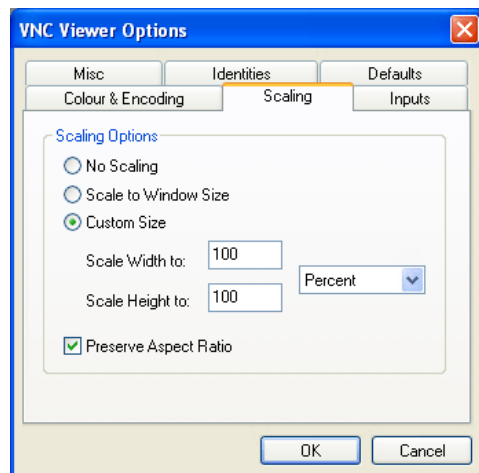 VNC Viewer Options
Misc Identities Defaults
Colour & Encoding Scaling Inputs
Scaling Options
No Scaling
Scale to Window Size
Custom Size
Scale Width to: 100
Percent
Scale Height to: 100
Preserve Aspect Ratio
OK Cancel